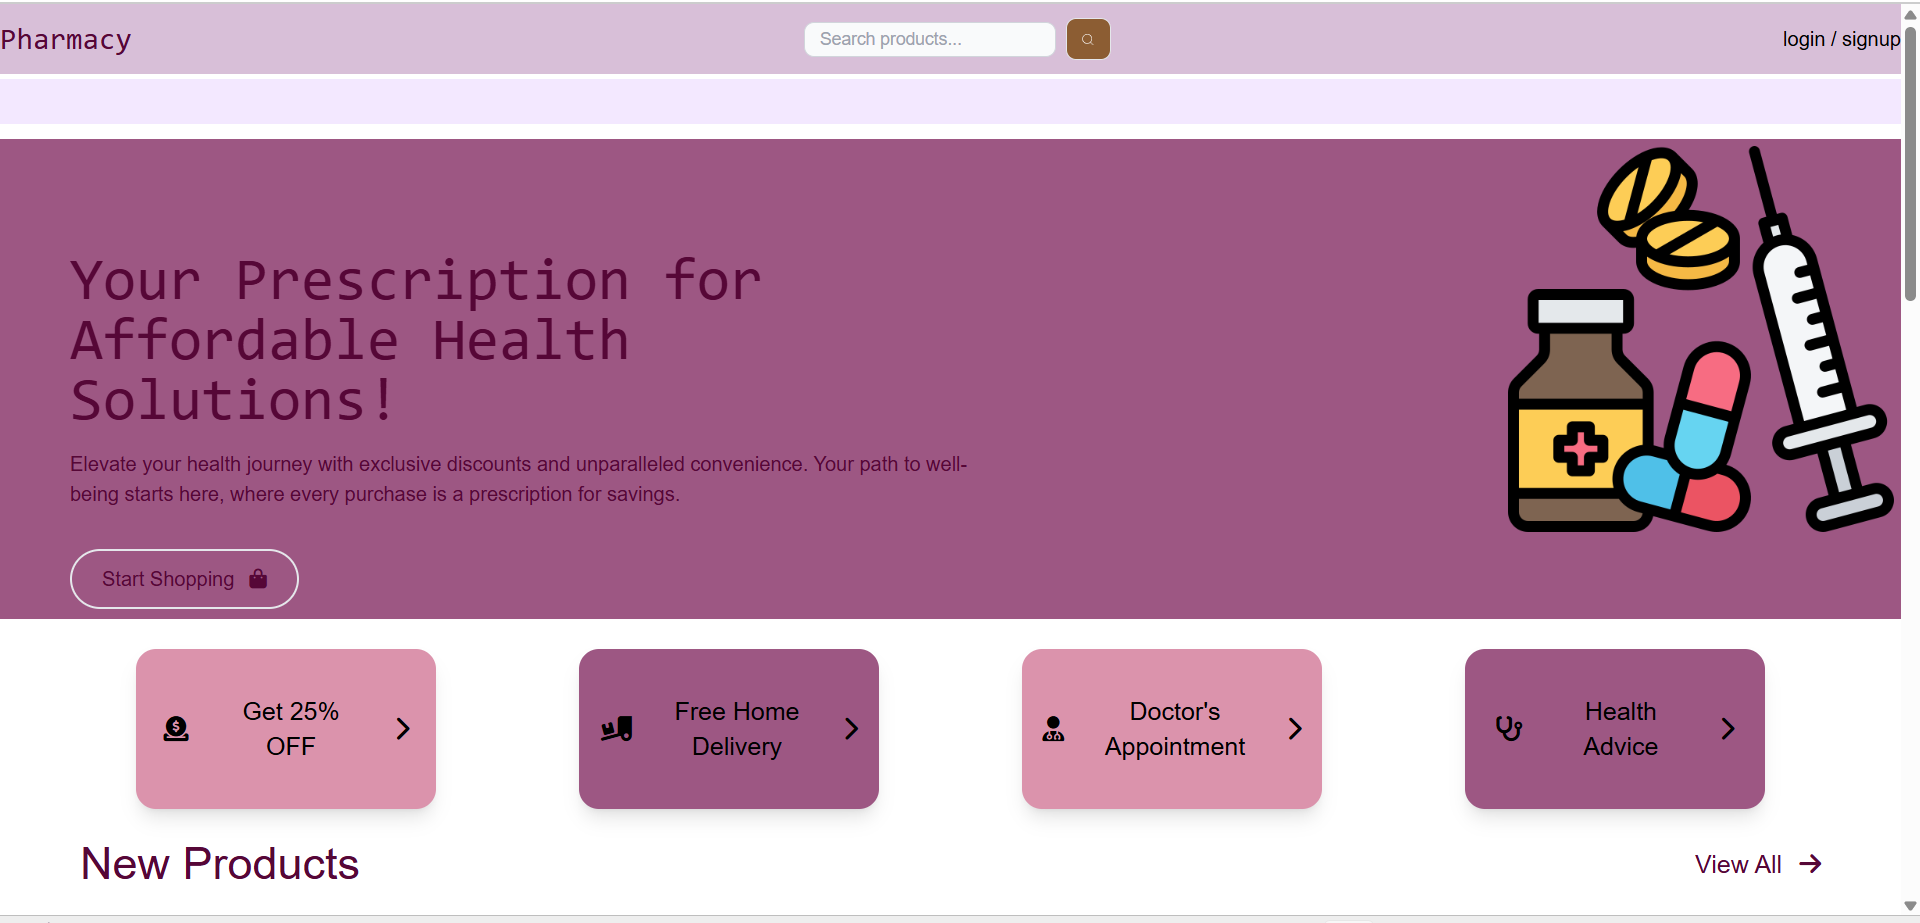 Pharmacy
Search products...
login / signup
Your Prescription for
Affordable Health
Solutions!
Elevate your health journey with exclusive discounts and unparalleled convenience. Your path to well-
being starts here, where every purchase is a prescription for savings.
Start Shopping
Get 25%
OFF
Free Home
Delivery
Doctor's
Appointment
Health
Advice
New Products
View All